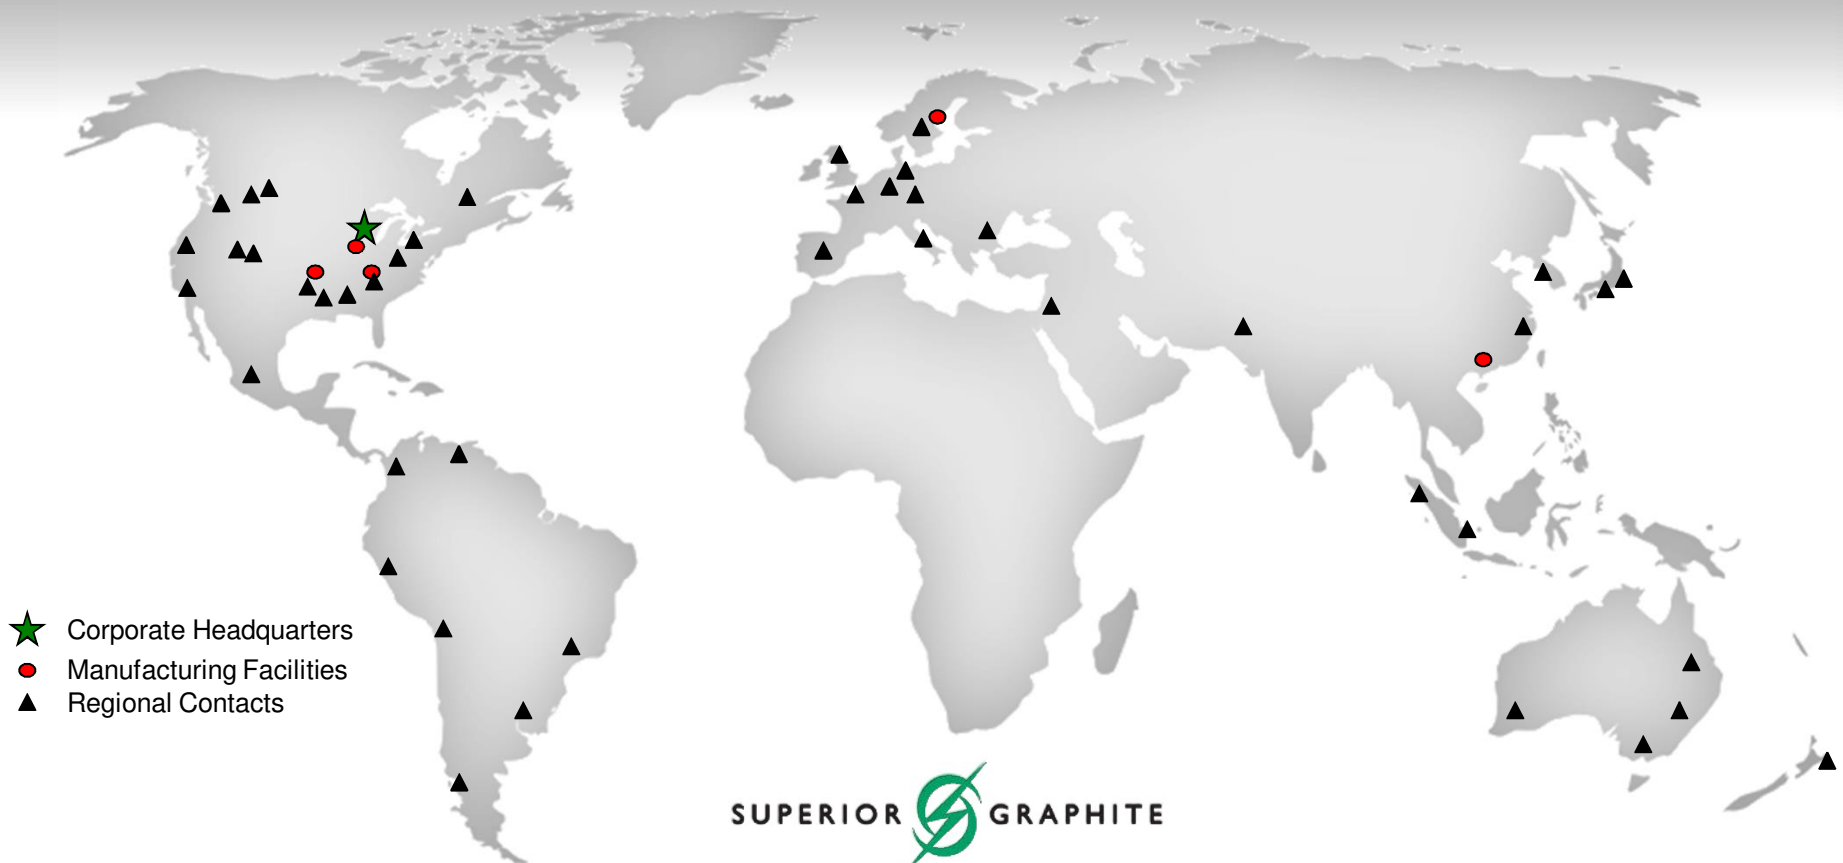 Corporate Headquarters
Manufacturing Facilities
Regional Contacts
SUPERIOR GRAPHITE